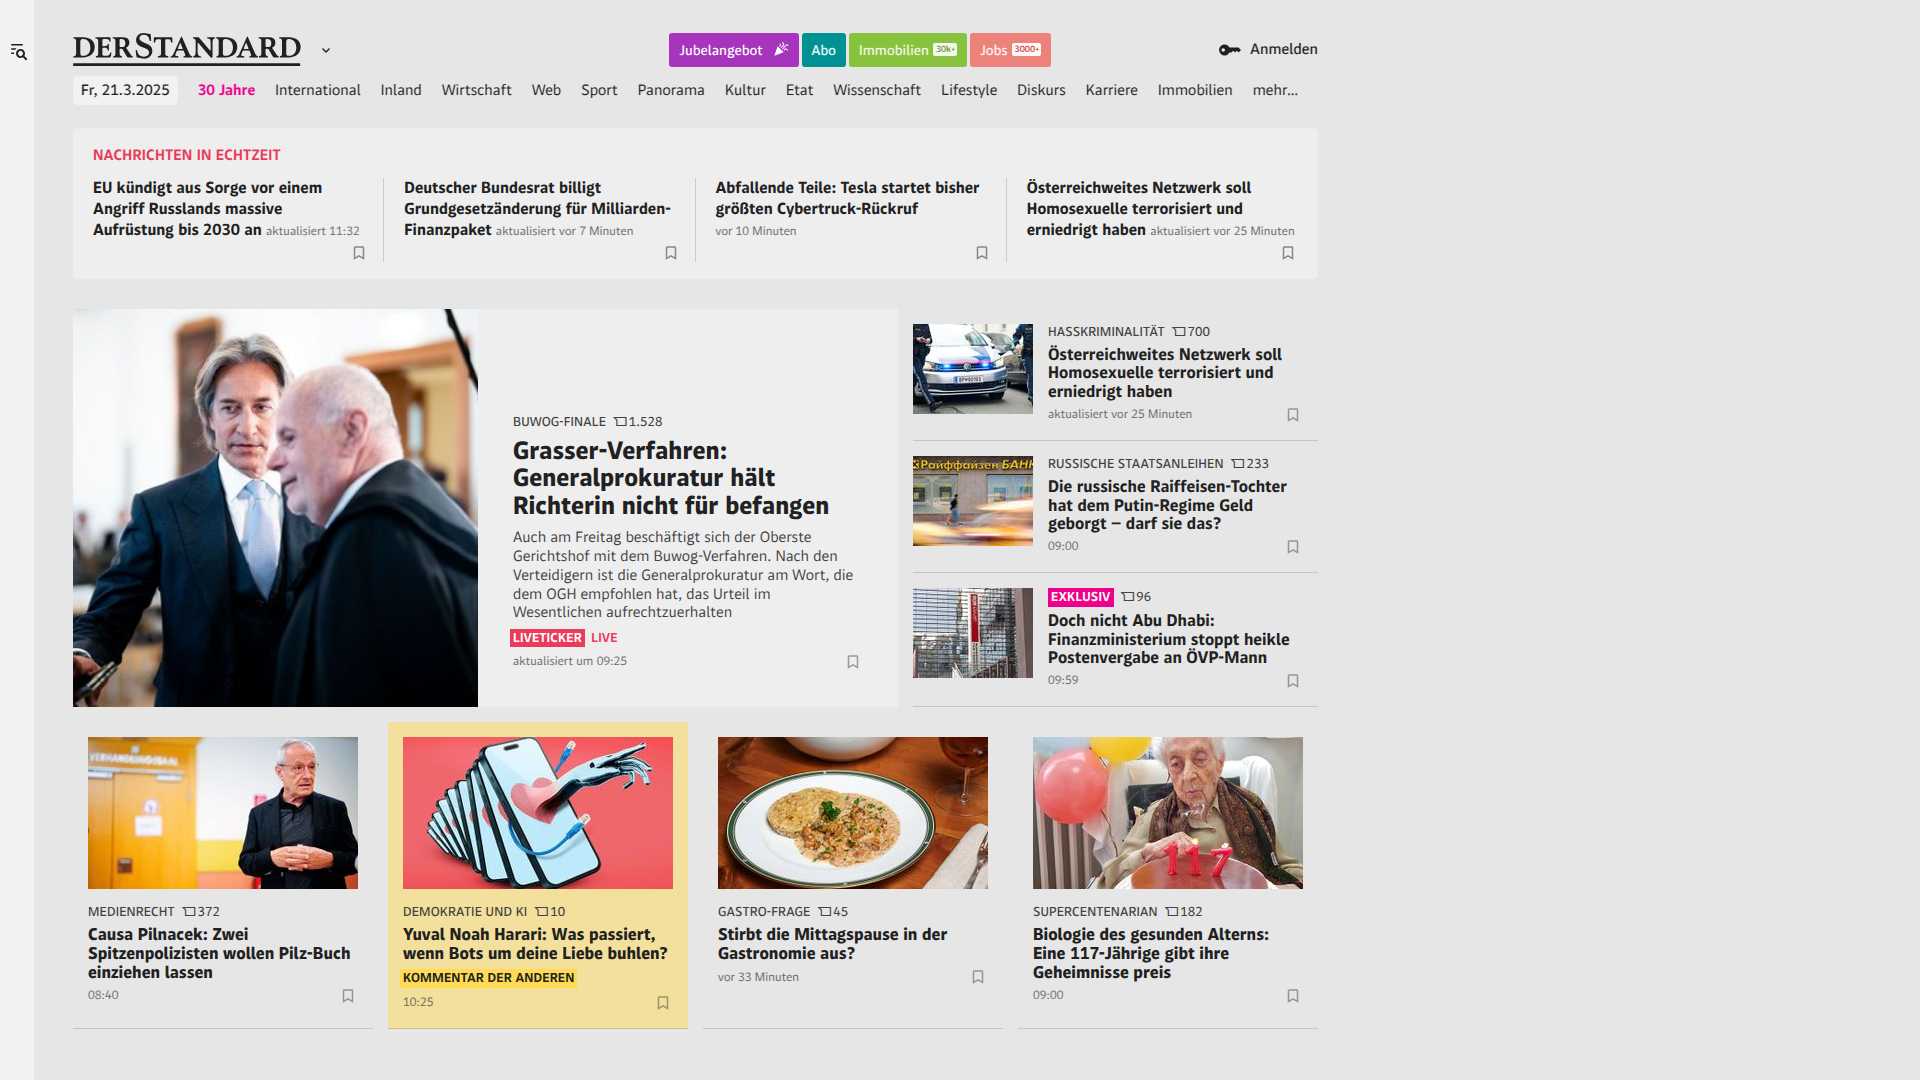 DERSTANDARD
Jubelangebot
Abo
Immobilien 30k+
Jobs 3000+
Anmelden
Fr, 21.3.2025
30 Jahre
International
Inland
Wirtschaft
Web
Sport
Panorama
Kultur
Etat
Wissenschaft
Lifestyle
Diskurs
Karriere
Immobilien
mehr...
NACHRICHTEN IN ECHTZEIT
EU kündigt aus Sorge vor einem
Angriff Russlands massive
Aufrüstung bis 2030 an aktualisiert 11:32
Deutscher Bundesrat billigt
Grundgesetzänderung für Milliarden-
Finanzpaket aktualisiert vor 7 Minuten
Abfallende Teile: Tesla startet bisher
größten Cybertruck-Rückruf
vor 10 Minuten
Österreichweites Netzwerk soll
Homosexuelle terrorisiert und
erniedrigt haben aktualisiert vor 25 Minuten
BUWOG-FINALE 1.528
Grasser-Verfahren:
Generalprokuratur hält
Richterin nicht für befangen
Auch am Freitag beschäftigt sich der Oberste
Gerichtshof mit dem Buwog-Verfahren. Nach den
Verteidigern ist die Generalprokuratur am Wort, die
dem OGH empfohlen hat, das Urteil im
Wesentlichen aufrechtzuerhalten
LIVETICKER LIVE
aktualisiert um 09:25
HASSKRIMINALITÄT 700
Österreichweites Netzwerk soll
Homosexuelle terrorisiert und
erniedrigt haben
aktualisiert vor 25 Minuten
Райффайзен БАНК
RUSSISCHE STAATSANLEIHEN 233
Die russische Raiffeisen-Tochter
hat dem Putin-Regime Geld
geborgt – darf sie das?
09:00
EXKLUSIV 96
Doch nicht Abu Dhabi:
Finanzministerium stoppt heikle
Postenvergabe an ÖVP-Mann
09:59
VERHANDLUNGSSAAL
MEDIENRECHT 372
Causa Pilnacek: Zwei
Spitzenpolizisten wollen Pilz-Buch
einziehen lassen
08:40
DEMOKRATIE UND KI 10
Yuval Noah Harari: Was passiert,
wenn Bots um deine Liebe buhlen?
KOMMENTAR DER ANDEREN
10:25
GASTRO-FRAGE 45
Stirbt die Mittagspause in der
Gastronomie aus?
vor 33 Minuten
117
SUPERCENTENARIAN 182
Biologie des gesunden Alterns:
Eine 117-Jährige gibt ihre
Geheimnisse preis
09:00